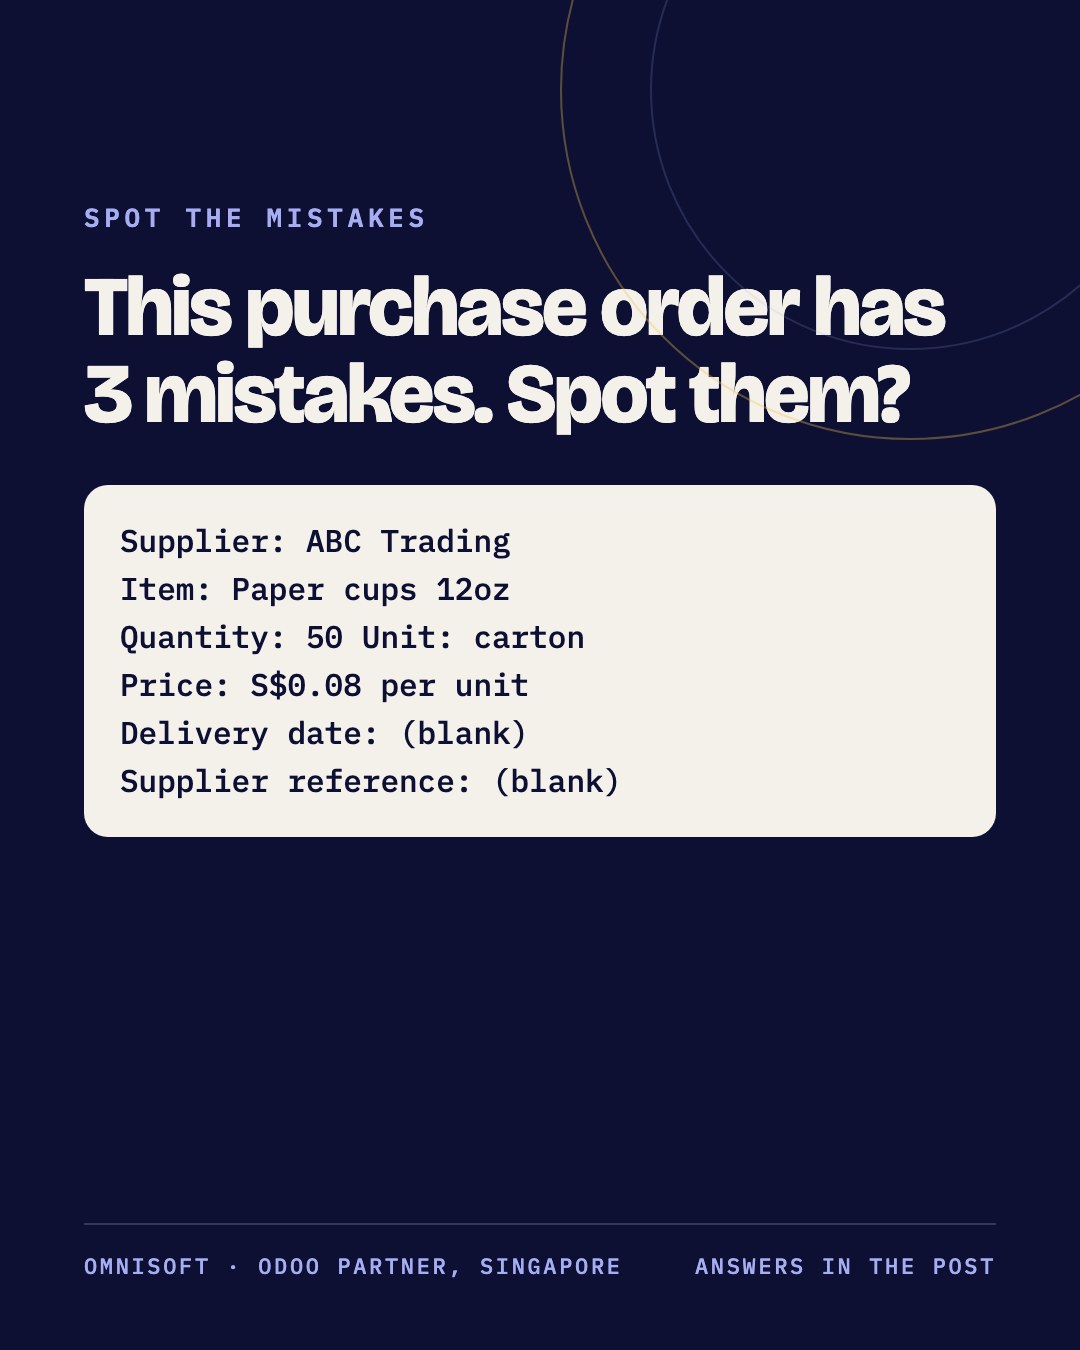 SPOT THE MISTAKES
This purchase order has
3 mistakes. Spot them?
Supplier: ABC Trading
Item: Paper cups 12oz
Quantity: 50 Unit: carton
Price: S$0.08 per unit
Delivery date: (blank)
Supplier reference: (blank)
OMNISOFT · ODOO PARTNER, SINGAPORE
ANSWERS IN THE POST